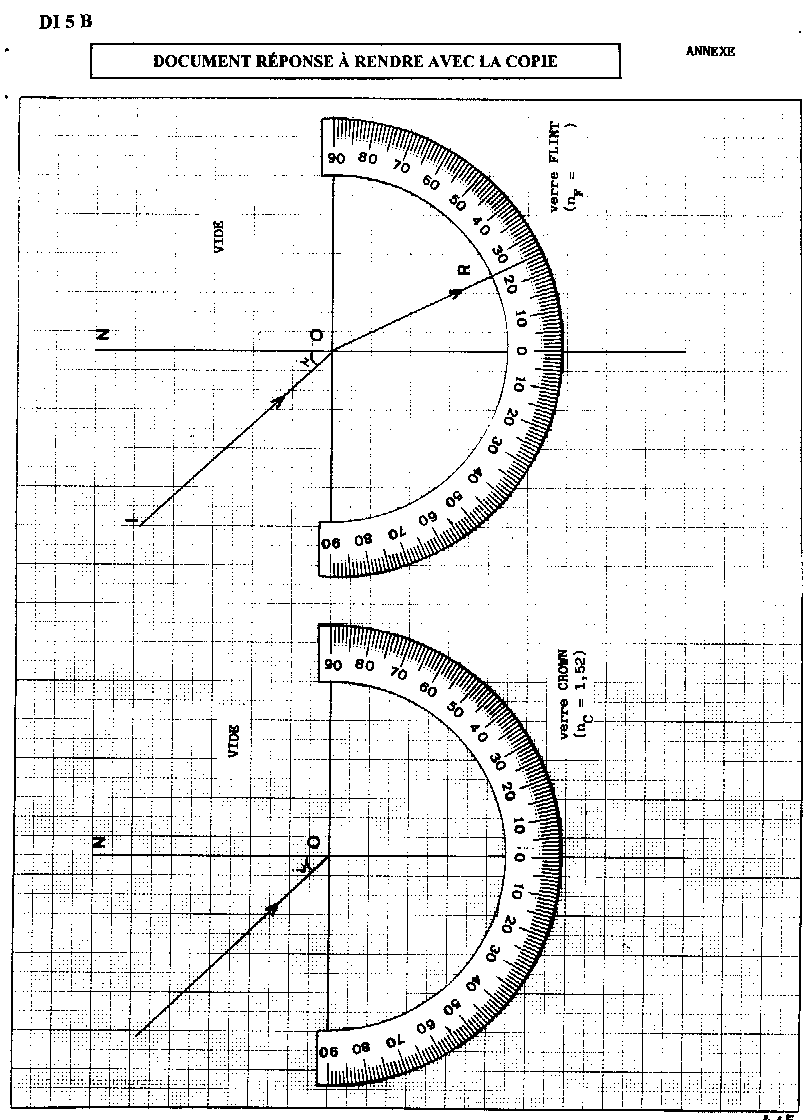 DI 5 B
DOCUMENT RÉPONSE À RENDRE AVEC LA COPIE
ANNEXE
90 80 70 60 50 40 30 20 10 0 10 20 30 40 50 60 70 80 90
verre FLINT
(nF = )
VIDE
N
O
R
I
90 80 70 60 50 40 30 20 10 0 10 20 30 40 50 60 70 80 90
verre CROWN
(nC = 1,52)
VIDE
N
O